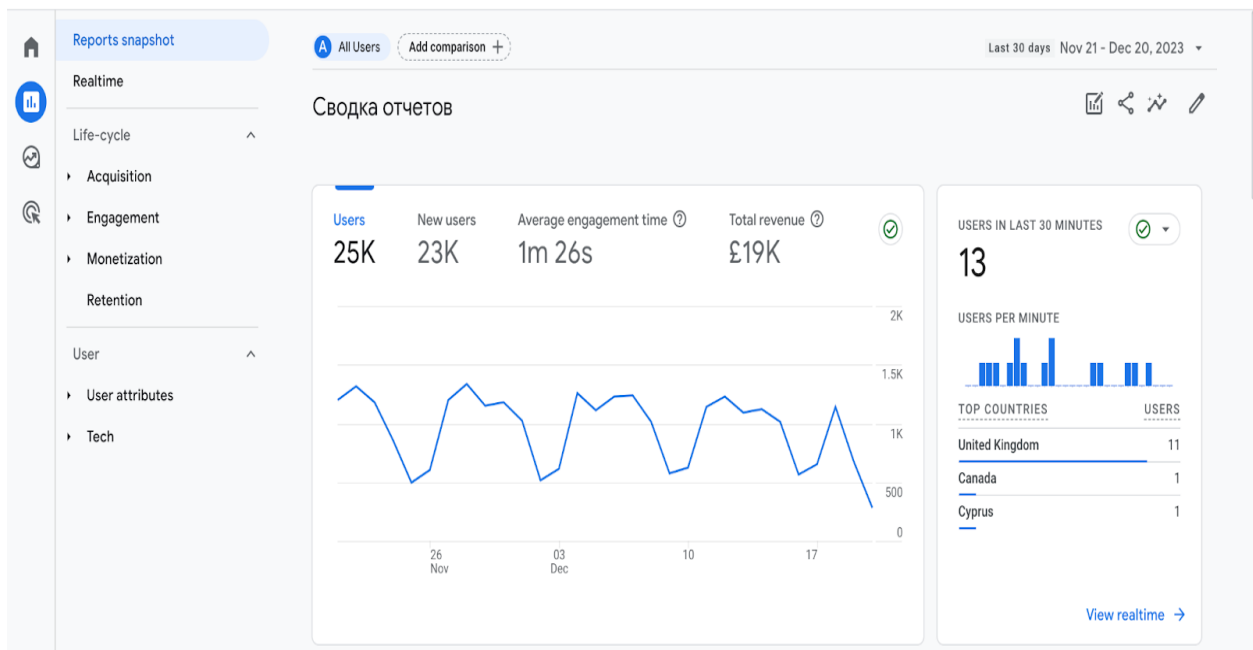 Reports snapshot
Realtime
Life-cycle
Acquisition
Engagement
Monetization
Retention
User
User attributes
Tech
A All Users
Add comparison
Last 30 days Nov 21 - Dec 20, 2023
Сводка отчетов
Users New users Average engagement time Total revenue
25K 23K 1m 26s £19K
2K
1.5K
1K
500
0
26 03 10 17
Nov Dec
USERS IN LAST 30 MINUTES
13
USERS PER MINUTE
TOP COUNTRIES USERS
United Kingdom 11
Canada 1
Cyprus 1
View realtime